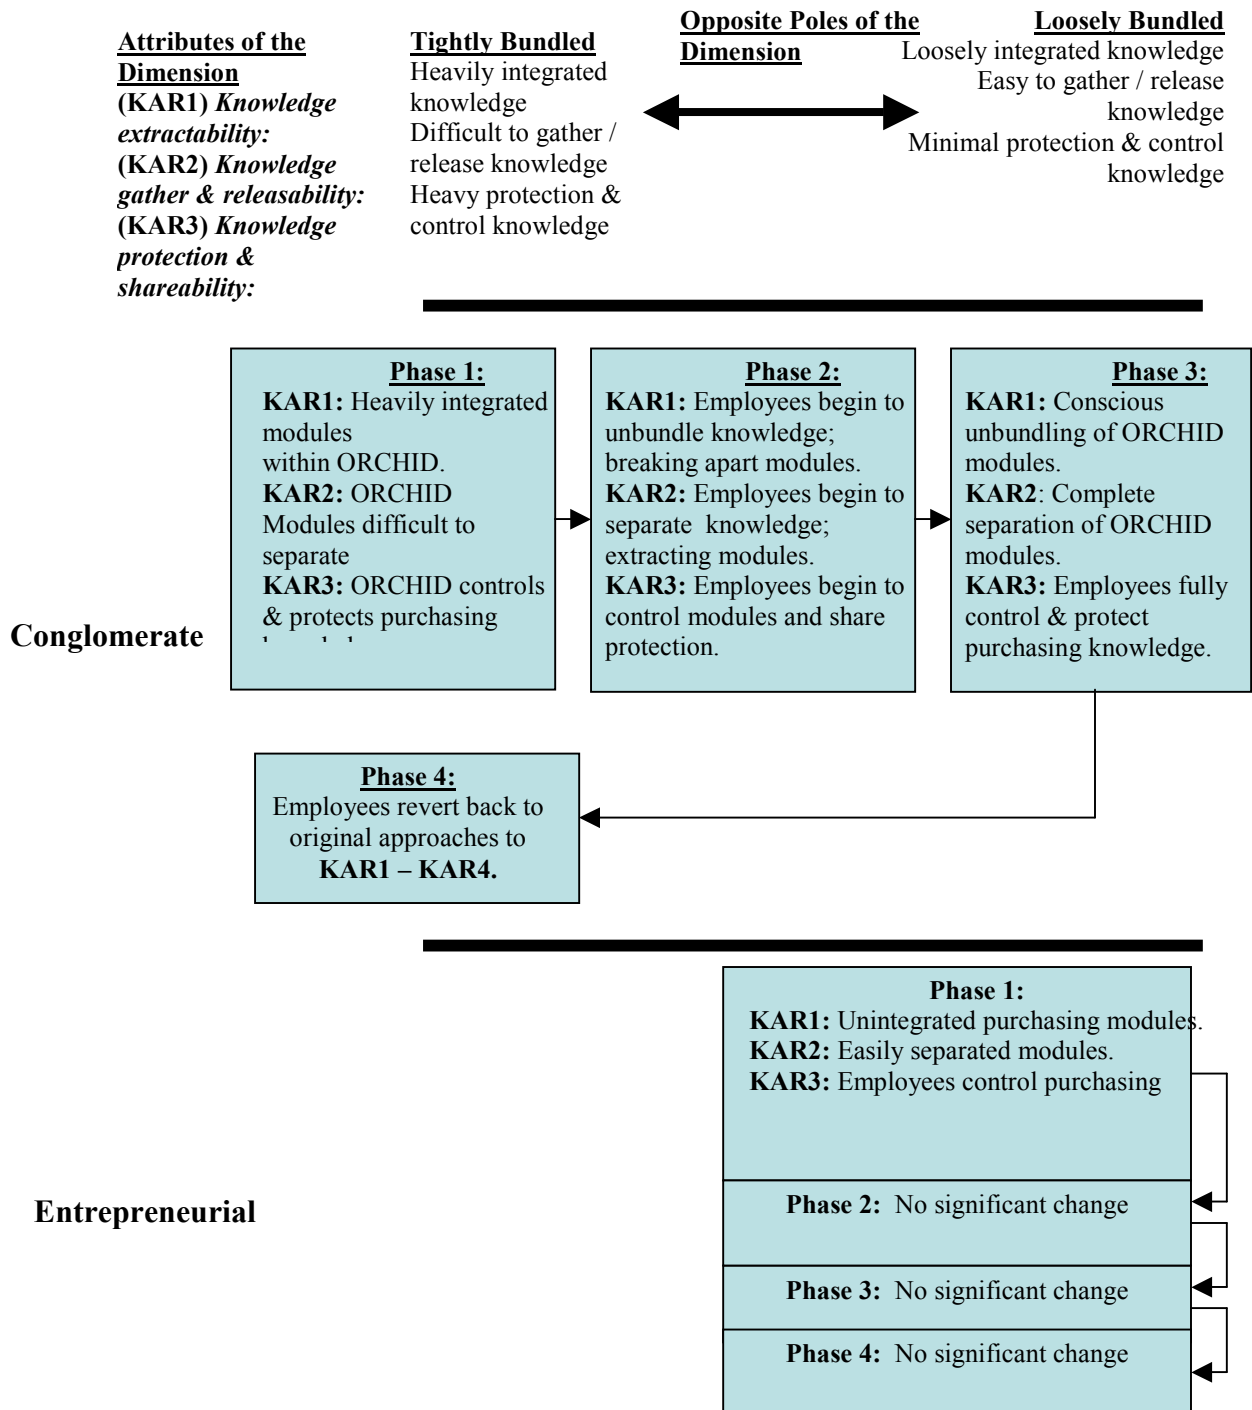 Attributes of the
Dimension
(KAR1) Knowledge
extractability:
(KAR2) Knowledge
gather & releasability:
(KAR3) Knowledge
protection &
shareability:
Tightly Bundled
Heavily integrated
knowledge
Difficult to gather /
release knowledge
Heavy protection &
control knowledge
Opposite Poles of the
Dimension
Loosely Bundled
Loosely integrated knowledge
Easy to gather / release
knowledge
Minimal protection & control
knowledge
Conglomerate
Phase 1:
KAR1: Heavily integrated
modules
within ORCHID.
KAR2: ORCHID
Modules difficult to
separate
KAR3: ORCHID controls
& protects purchasing
Phase 2:
KAR1: Employees begin to
unbundle knowledge;
breaking apart modules.
KAR2: Employees begin to
separate knowledge;
extracting modules.
KAR3: Employees begin to
control modules and share
protection.
Phase 3:
KAR1: Conscious
unbundling of ORCHID
modules.
KAR2: Complete
separation of ORCHID
modules.
KAR3: Employees fully
control & protect
purchasing knowledge.
Phase 4:
Employees revert back to
original approaches to
KAR1 – KAR4.
Entrepreneurial
Phase 1:
KAR1: Unintegrated purchasing modules.
KAR2: Easily separated modules.
KAR3: Employees control purchasing
Phase 2: No significant change
Phase 3: No significant change
Phase 4: No significant change